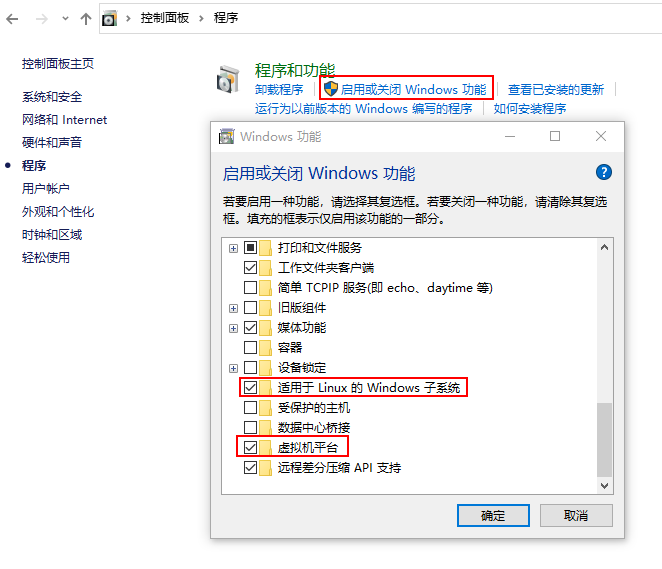 控制面板 › 程序
控制面板主页
系统和安全
网络和 Internet
硬件和声音
程序
用户帐户
外观和个性化
时钟和区域
轻松使用
程序和功能
卸载程序 启用或关闭 Windows 功能 查看已安装的更新
运行为以前版本的 Windows 编写的程序 如何安装程序
Windows 功能
启用或关闭 Windows 功能
若要启用一种功能，请选择其复选框。若要关闭一种功能，请清除其复选
框。填充的框表示仅启用该功能的一部分。
打印和文件服务
工作文件夹客户端
简单 TCPIP 服务(即 echo、daytime 等)
旧版组件
媒体功能
容器
设备锁定
适用于 Linux 的 Windows 子系统
受保护的主机
数据中心桥接
虚拟机平台
远程差分压缩 API 支持
确定 取消